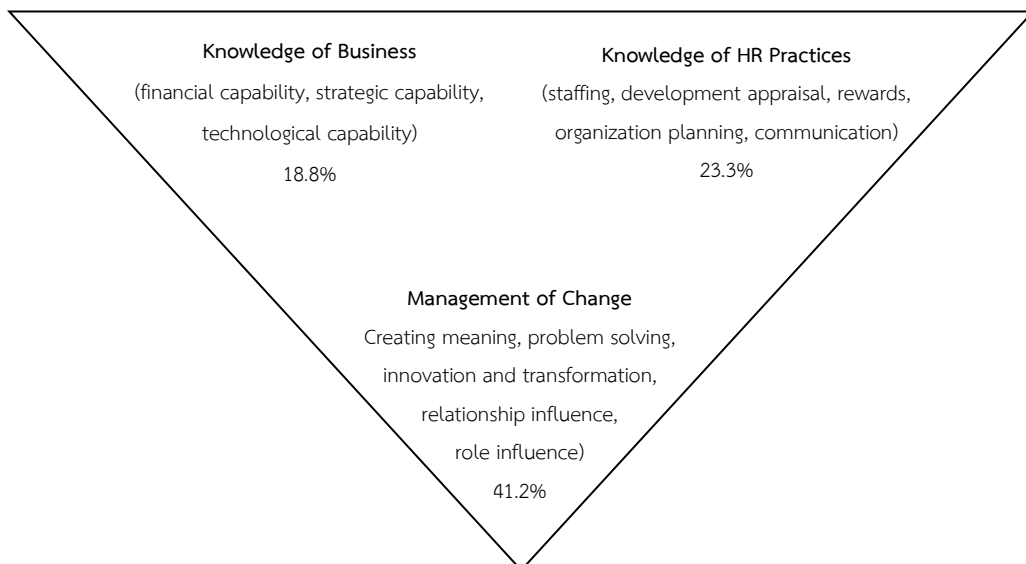 Knowledge of Business
(financial capability, strategic capability,
technological capability)
18.8%
Knowledge of HR Practices
(staffing, development appraisal, rewards,
organization planning, communication)
23.3%
Management of Change
Creating meaning, problem solving,
innovation and transformation,
relationship influence,
role influence)
41.2%